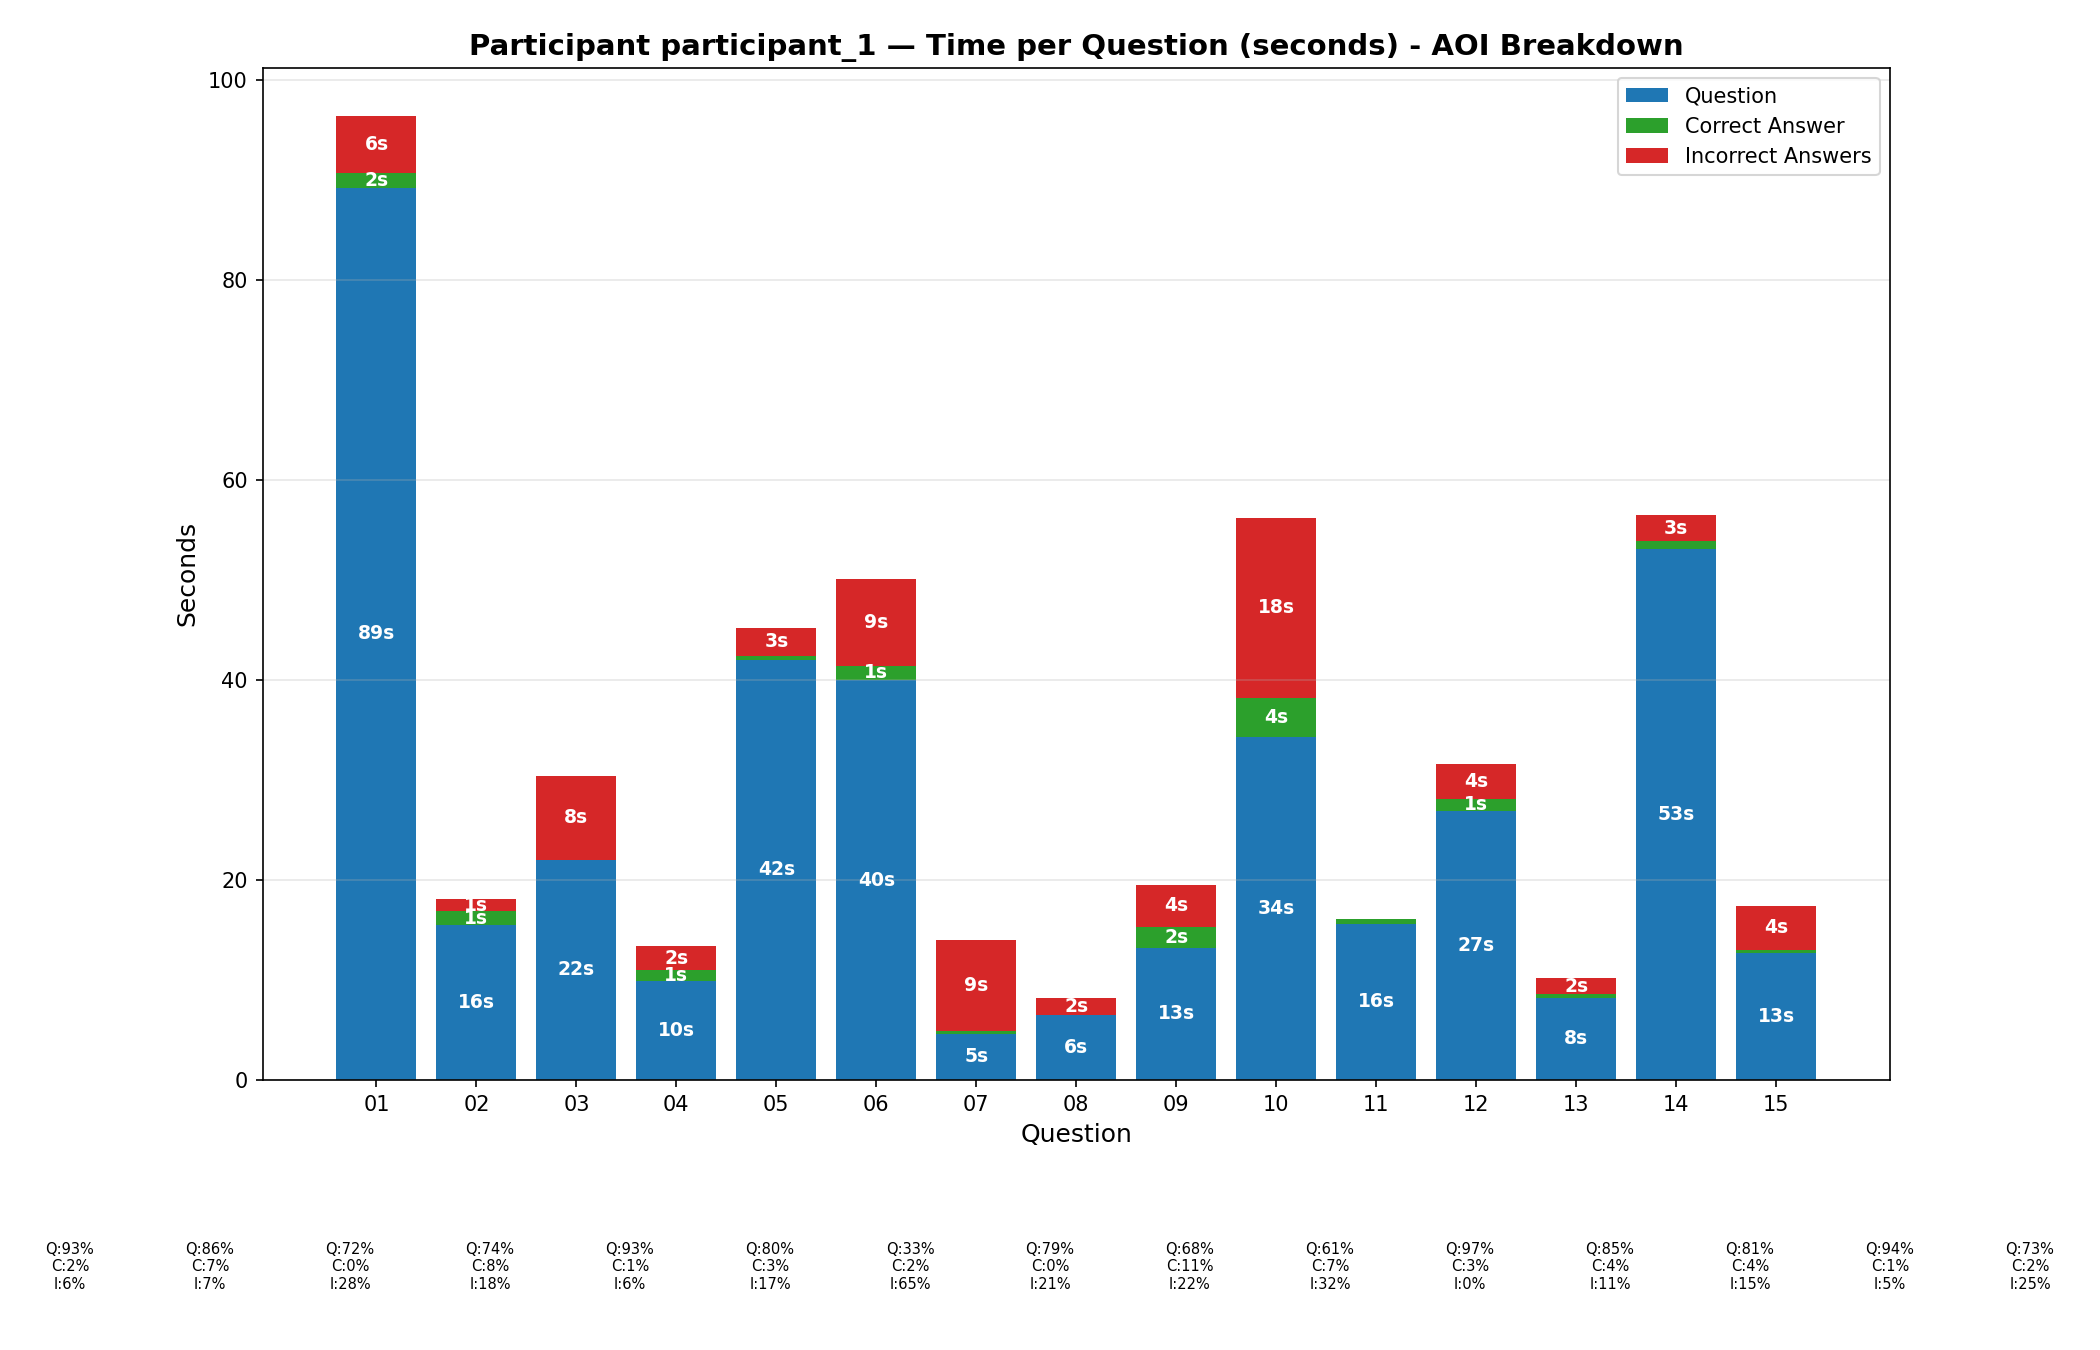 Participant participant_1 — Time per Question (seconds) - AOI Breakdown
Question
Correct Answer
Incorrect Answers
Seconds
100
80
60
40
20
0
6s
2s
89s
1s
1s
16s
8s
22s
2s
1s
10s
3s
42s
9s
1s
40s
9s
5s
2s
6s
4s
2s
13s
18s
4s
34s
16s
4s
1s
27s
2s
8s
3s
53s
4s
13s
01 02 03 04 05 06 07 08 09 10 11 12 13 14 15
Question
Q:93% Q:86% Q:72% Q:74% Q:93% Q:80% Q:33% Q:79% Q:68% Q:61% Q:97% Q:85% Q:81% Q:94% Q:73%
C:2% C:7% C:0% C:8% C:1% C:3% C:2% C:0% C:11% C:7% C:3% C:4% C:4% C:1% C:2%
I:6% I:7% I:28% I:18% I:6% I:17% I:65% I:21% I:22% I:32% I:0% I:11% I:15% I:5% I:25%